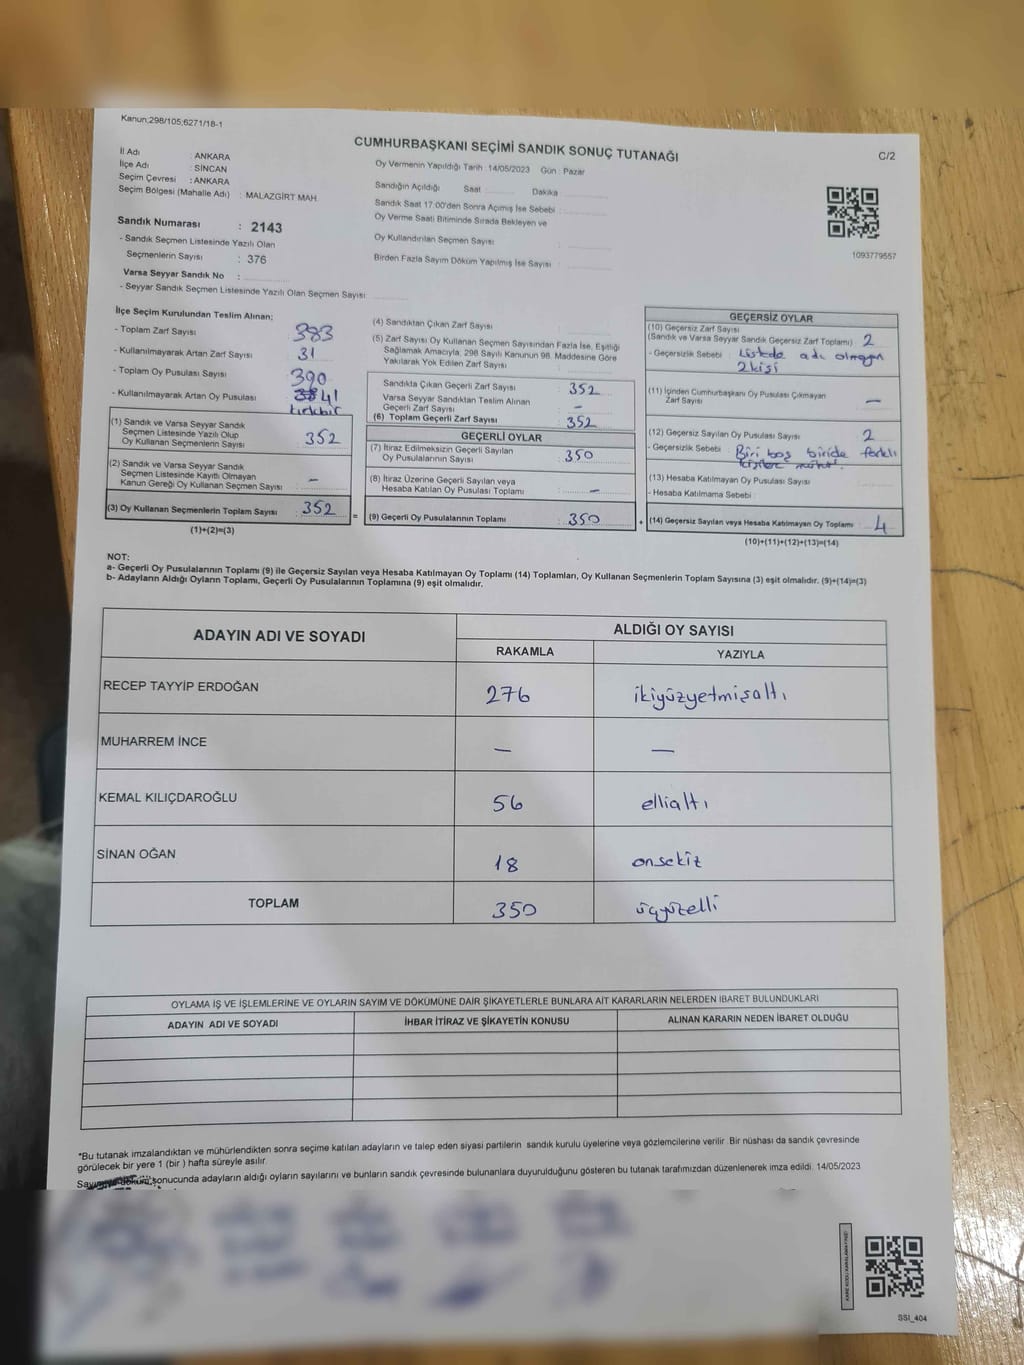 Kanun;298/105;6271/18-1
CUMHURBAŞKANI SEÇİMİ SANDIK SONUÇ TUTANAĞI
C/2
İl Adı : ANKARA
İlçe Adı : SİNCAN
Seçim Çevresi : ANKARA
Seçim Bölgesi (Mahalle Adı) : MALAZGİRT MAH.
Sandık Numarası : 2143
- Sandık Seçmen Listesinde Yazılı Olan
Seçmenlerin Sayısı : 376
Varsa Seyyar Sandık No :
- Seyyar Sandık Seçmen Listesinde Yazılı Olan Seçmen Sayısı
Oy Vermenin Yapıldığı Tarih : 14/05/2023 Gün : Pazar
Sandığın Açıldığı Saat Dakika
Sandık Saat 17:00'den Sonra Açılmış İse Sebebi :
Oy Verme Saati Bitiminde Sırada Bekleyen ve
Oy Kullandırılan Seçmen Sayısı :
Birden Fazla Sayım Döküm Yapılmış İse Sayısı :
1093779557
İlçe Seçim Kurulundan Teslim Alınan;
- Toplam Zarf Sayısı 383
- Kullanılmayarak Artan Zarf Sayısı 31
- Toplam Oy Pusulası Sayısı 390
- Kullanılmayarak Artan Oy Pusulası 41
kırkbir
(1) Sandık ve Varsa Seyyar Sandık
Seçmen Listesinde Yazılı Olup
Oy Kullanan Seçmenlerin Sayısı : 352
(2) Sandık ve Varsa Seyyar Sandık
Seçmen Listesinde Kayıtlı Olmayan
Kanun Gereği Oy Kullanan Seçmen Sayısı : –
(3) Oy Kullanan Seçmenlerin Toplam Sayısı : 352
(1)+(2)=(3)
(4) Sandıktan Çıkan Zarf Sayısı :
(5) Zarf Sayısı Oy Kullanan Seçmen Sayısından Fazla İse, Eşitliği
Sağlamak Amacıyla, 298 Sayılı Kanunun 98. Maddesine Göre
Yakılarak Yok Edilen Zarf Sayısı :
Sandıkta Çıkan Geçerli Zarf Sayısı : 352
Varsa Seyyar Sandıktan Teslim Alınan
Geçerli Zarf Sayısı : –
(6) Toplam Geçerli Zarf Sayısı : 352
GEÇERLİ OYLAR
(7) İtiraz Edilmeksizin Geçerli Sayılan
Oy Pusulalarının Sayısı : 350
(8) İtiraz Üzerine Geçerli Sayılan veya
Hesaba Katılan Oy Pusulası Toplamı : –
= (9) Geçerli Oy Pusulalarının Toplamı : 350
GEÇERSİZ OYLAR
(10) Geçersiz Zarf Sayısı
(Sandık ve Varsa Seyyar Sandık Geçersiz Zarf Toplamı) : 2
- Geçersizlik Sebebi : Listede adı olmayan
2 kişi
(11) İçinden Cumhurbaşkanı Oy Pusulası Çıkmayan
Zarf Sayısı : –
(12) Geçersiz Sayılan Oy Pusulası Sayısı : 2
- Geçersizlik Sebebi : Biri boş biride farklı
(13) Hesaba Katılmayan Oy Pusulası Sayısı :
- Hesaba Katılmama Sebebi :
+ (14) Geçersiz Sayılan veya Hesaba Katılmayan Oy Toplamı : 4
(10)+(11)+(12)+(13)=(14)
NOT:
a- Geçerli Oy Pusulalarının Toplamı (9) ile Geçersiz Sayılan veya Hesaba Katılmayan Oy Toplamı (14) Toplamları, Oy Kullanan Seçmenlerin Toplam Sayısına (3) eşit olmalıdır. (9)+(14)=(3)
b- Adayların Aldığı Oyların Toplamı, Geçerli Oy Pusulalarının Toplamına (9) eşit olmalıdır.
ADAYIN ADI VE SOYADI ALDIĞI OY SAYISI
RAKAMLA YAZIYLA
RECEP TAYYİP ERDOĞAN 276 ikiyüzyetmişaltı
MUHARREM İNCE – –
KEMAL KILIÇDAROĞLU 56 ellialtı
SİNAN OĞAN 18 onsekiz
TOPLAM 350 üçyüzelli
OYLAMA İŞ VE İŞLEMLERİNE VE OYLARIN SAYIM VE DÖKÜMÜNE DAİR ŞİKAYETLERLE BUNLARA AİT KARARLARIN NELERDEN İBARET BULUNDUKLARI
ADAYIN ADI VE SOYADI İHBAR İTİRAZ VE ŞİKAYETİN KONUSU ALINAN KARARIN NEDEN İBARET OLDUĞU
*Bu tutanak imzalandıktan ve mühürlendikten sonra seçime katılan adayların ve talep eden siyasi partilerin sandık kurulu üyelerine veya gözlemcilerine verilir. Bir nüshası da sandık çevresinde
görülecek bir yere 1 (bir) hafta süreyle asılır.
sonucunda adayların aldığı oyların sayılarını ve bunların sandık çevresinde bulunanlara duyurulduğunu gösteren bu tutanak tarafımızdan düzenlenerek imza edildi. 14/05/2023
SSI_404